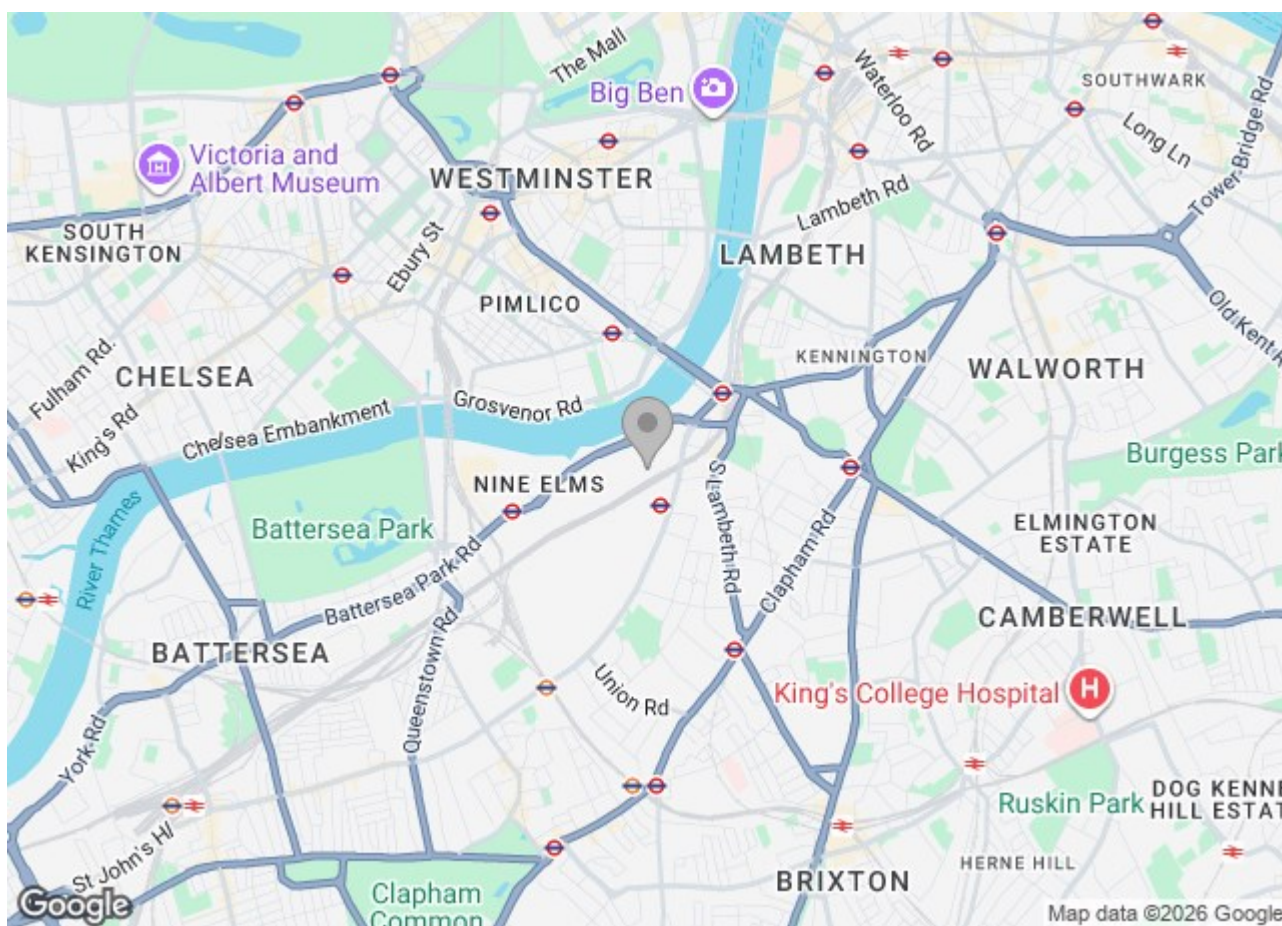 The Mall
Big Ben
Waterloo Rd
SOUTHWARK
Long Ln
Tower Bridge Rd
Victoria and
Albert Museum
WESTMINSTER
Lambeth Rd
SOUTH
KENSINGTON
Ebury St
LAMBETH
PIMLICO
Old Kent R
KENNINGTON
WALWORTH
Fulham Rd.
CHELSEA
King's Rd
Chelsea Embankment
Grosvenor Rd
Burgess Park
NINE ELMS
S Lambeth Rd
Clapham Rd
ELMINGTON
ESTATE
Battersea Park
River Thames
Battersea Park Rd
CAMBERWELL
BATTERSEA
Queenstown Rd
Union Rd
King's College Hospital
H
York Rd
Ruskin Park
DOG KENNE
HILL ESTAT
St John's Hl
HERNE HILL
BRIXTON
Clapham
Common
Google
Map data ©2026 Google